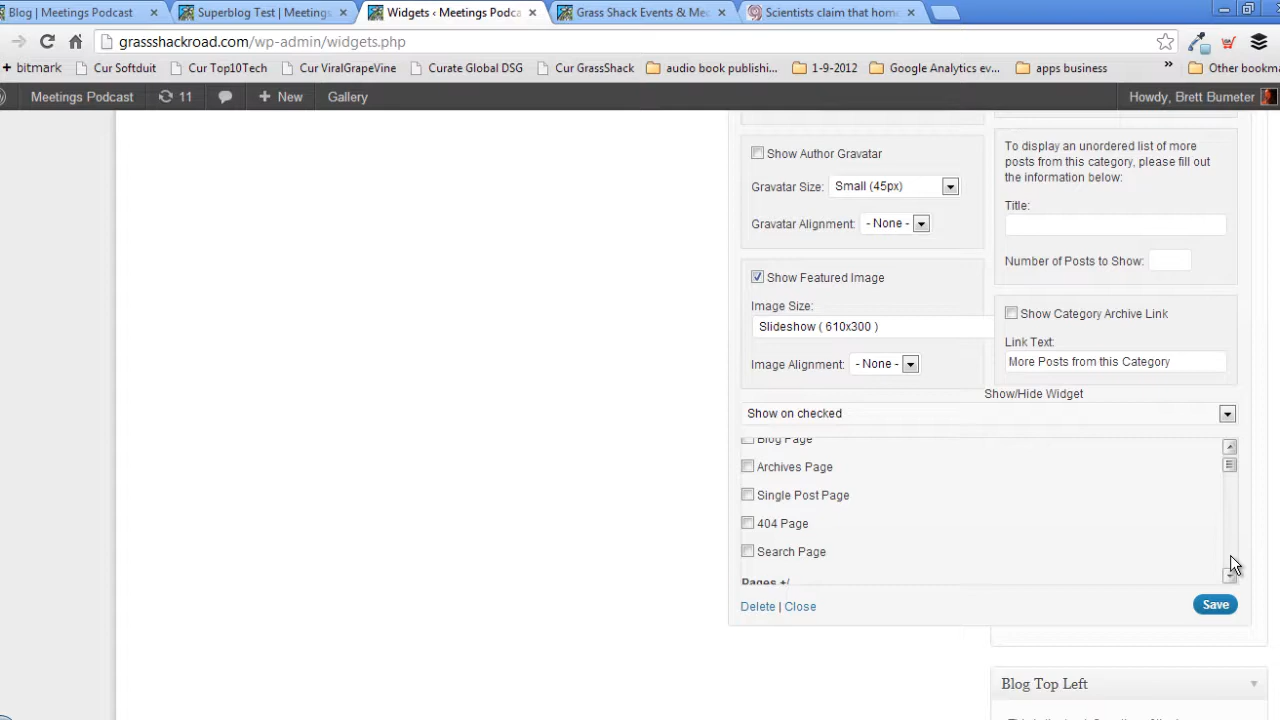 Blog | Meetings Podcast
Superblog Test | Meetings
Widgets ‹ Meetings Podca
Grass Shack Events & Me
Scientists claim that hom
grassshackroad.com/wp-admin/widgets.php
+ bitmark
Cur Softduit
Cur Top10Tech
Cur ViralGrapeVine
Curate Global DSG
Cur GrassShack
audio book publishi...
1-9-2012
Google Analytics ev...
apps business
»
Other bookma
Meetings Podcast
11
+ New
Gallery
Howdy, Brett Bumeter
Show Author Gravatar
Gravatar Size: Small (45px)
Gravatar Alignment: - None -
Show Featured Image
Image Size:
Slideshow ( 610x300 )
Image Alignment: - None -
To display an unordered list of more
posts from this category, please fill out
the information below:
Title:
Number of Posts to Show:
Show Category Archive Link
Link Text:
More Posts from this Category
Show/Hide Widget
Show on checked
Blog Page
Archives Page
Single Post Page
404 Page
Search Page
Pages +/
Delete | Close
Save
Blog Top Left